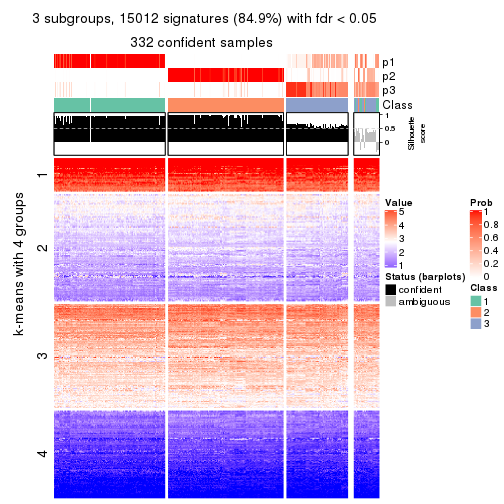 3 subgroups, 15012 signatures (84.9%) with fdr < 0.05
332 confident samples
p1
p2
p3
Class
1
0.5
0
Silhouette
score
k-means with 4 groups
1
2
3
4
Value
5
4
3
2
1
Status (barplots)
confident
ambiguous
Prob
1
0.8
0.6
0.4
0.2
0
Class
1
2
3